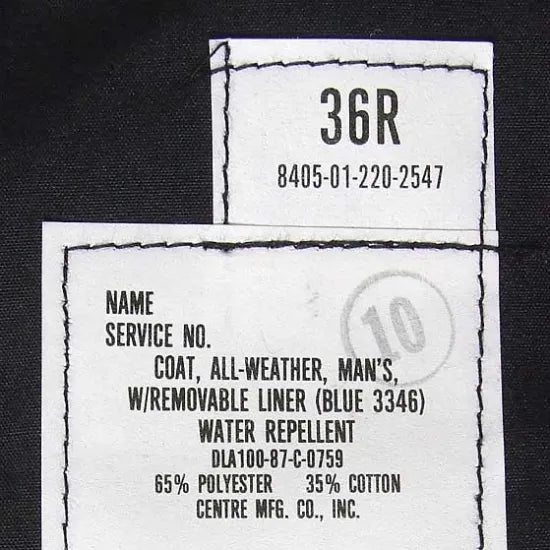 36R
8405-01-220-2547
10
NAME
SERVICE NO.
COAT, ALL-WEATHER, MAN'S,
W/REMOVABLE LINER (BLUE 3346)
WATER REPELLENT
DLA100-87-C-0759
65% POLYESTER 35% COTTON
CENTRE MFG. CO., INC.